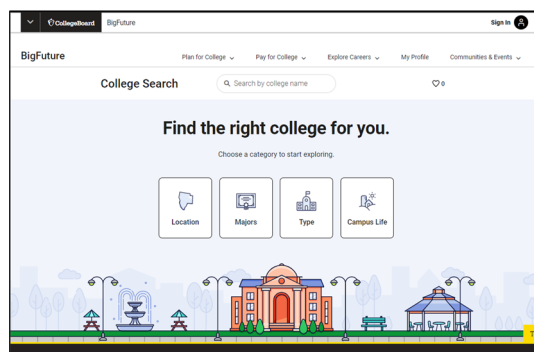 CollegeBoard BigFuture Sign In
BigFuture Plan for College Pay for College Explore Careers My Profile Communities & Events
College Search Search by college name 0
Find the right college for you.
Choose a category to start exploring.
Location Majors Type Campus Life